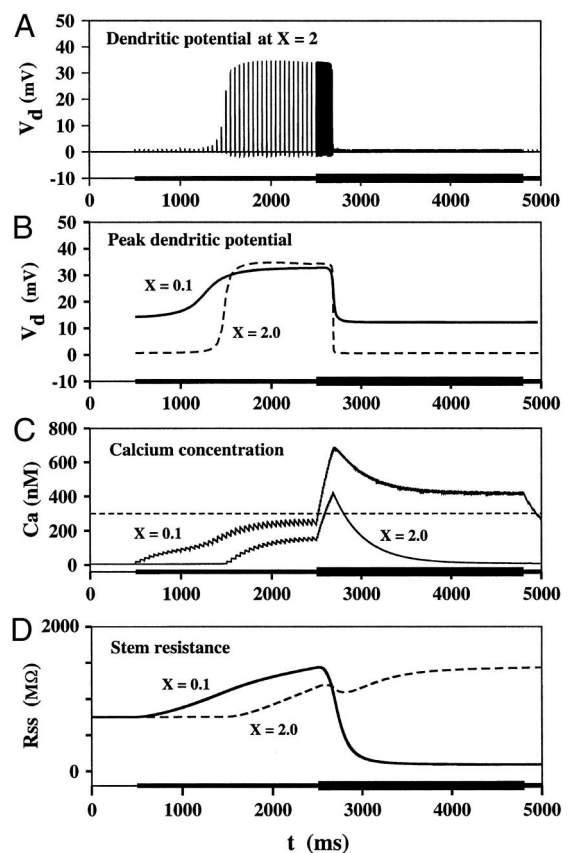 A
Dendritic potential at X = 2
V_d (mV)
50
40
30
20
10
0
-10
0 1000 2000 3000 4000 5000
B
Peak dendritic potential
V_d (mV)
50
40
30
20
10
0
-10
X = 0.1
X = 2.0
0 1000 2000 3000 4000 5000
C
Calcium concentration
Ca (nM)
800
600
400
200
0
X = 0.1
X = 2.0
0 1000 2000 3000 4000 5000
D
Stem resistance
Rss (MΩ)
2000
0
X = 0.1
X = 2.0
0 1000 2000 3000 4000 5000
t (ms)